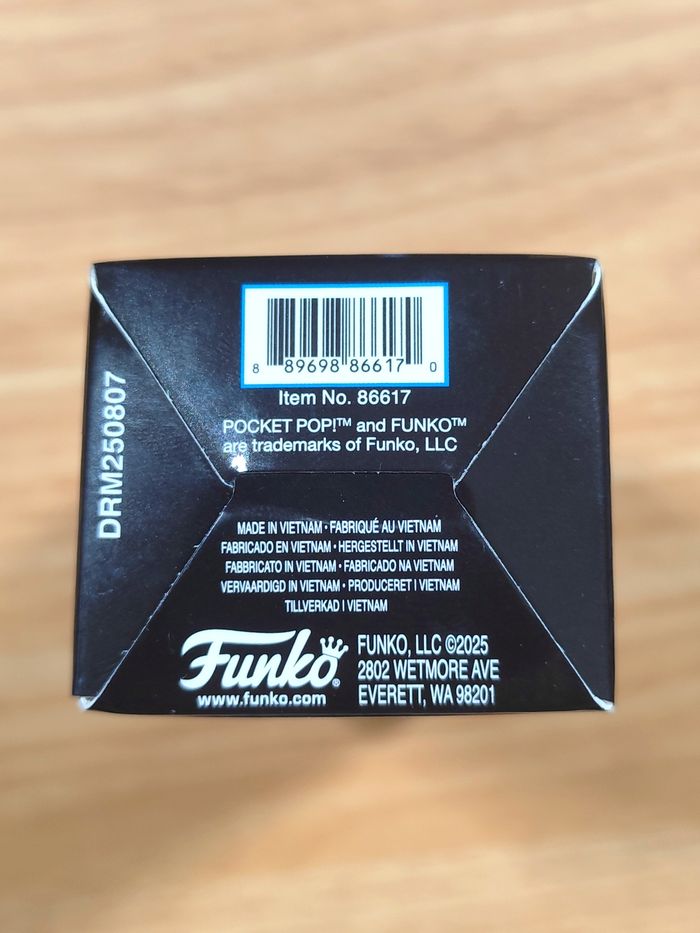 8 89698 86617 0
Item No. 86617
POCKET POP!™ and FUNKO™
are trademarks of Funko, LLC
DRM250807
MADE IN VIETNAM · FABRIQUÉ AU VIETNAM
FABRICADO EN VIETNAM · HERGESTELLT IN VIETNAM
FABBRICATO IN VIETNAM · FABRICADO NA VIETNAM
VERVAARDIGD IN VIETNAM · PRODUCERET I VIETNAM
TILLVERKAD I VIETNAM
Funko®
www.funko.com
FUNKO, LLC ©2025
2802 WETMORE AVE
EVERETT, WA 98201